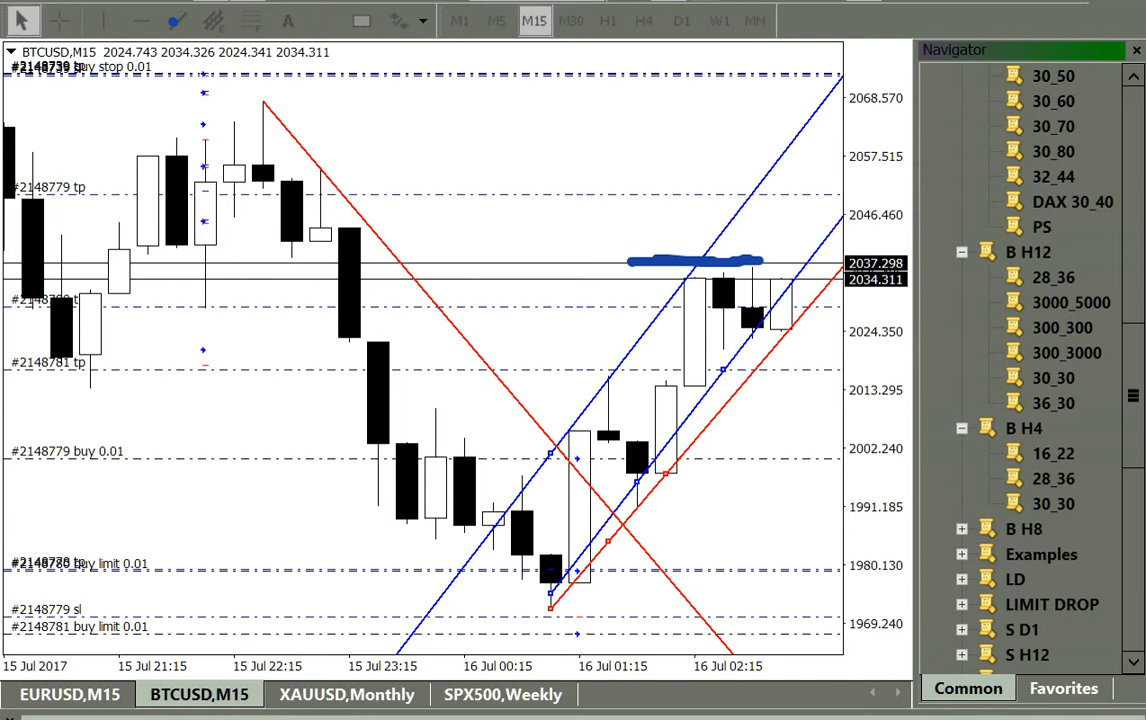 M1 M5 M15 M30 H1 H4 D1 W1 MN
BTCUSD,M15 2024.743 2034.326 2024.341 2034.311
buy stop 0.01
#2148779 tp
#2148781 tp
#2148779 buy 0.01
buy limit 0.01
#2148779 sl
#2148781 buy limit 0.01
2068.570
2057.515
2046.460
2037.298
2034.311
2024.350
2013.295
2002.240
1991.185
1980.130
1969.240
15 Jul 2017 15 Jul 21:15 15 Jul 22:15 15 Jul 23:15 16 Jul 00:15 16 Jul 01:15 16 Jul 02:15
EURUSD,M15 BTCUSD,M15 XAUUSD,Monthly SPX500,Weekly
Navigator
30_50
30_60
30_70
30_80
32_44
DAX 30_40
PS
B H12
28_36
3000_5000
300_300
300_3000
30_30
36_30
B H4
16_22
28_36
30_30
B H8
Examples
LD
LIMIT DROP
S D1
S H12
Common Favorites